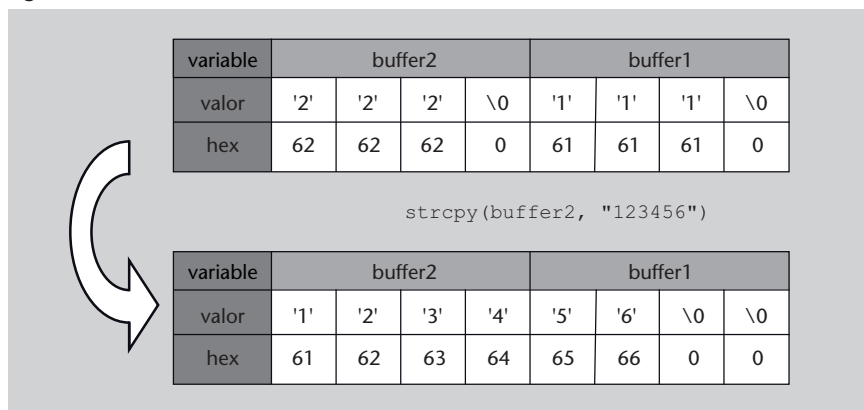 variable buffer2 buffer1
valor '2' '2' '2' \0 '1' '1' '1' \0
hex 62 62 62 0 61 61 61 0
strcpy(buffer2, "123456")
variable buffer2 buffer1
valor '1' '2' '3' '4' '5' '6' \0 \0
hex 61 62 63 64 65 66 0 0